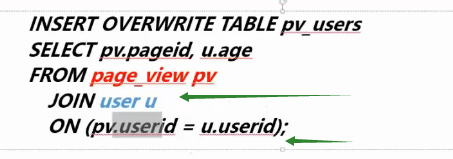 INSERT OVERWRITE TABLE pv_users
SELECT pv.pageid, u.age
FROM page_view pv
JOIN user u
ON (pv.userid = u.userid);